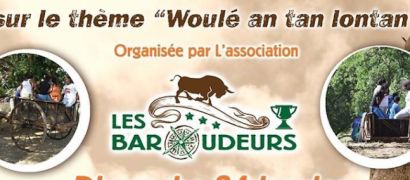 sur le thème "Woulé an tan lontan
Organisée par L'association
LES
BAROUDEURS